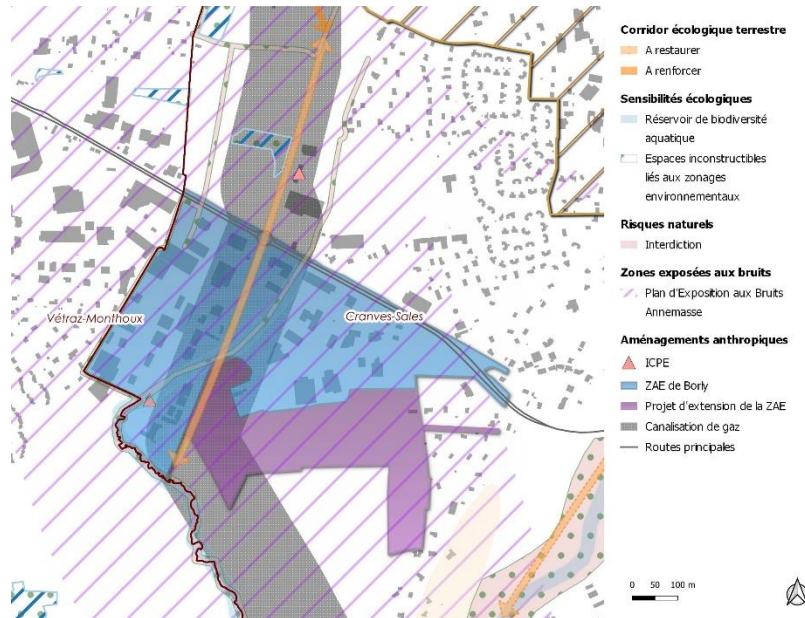 Vétraz-Monthoux
Cranves-Sales
Corridor écologique terrestre
A restaurer
A renforcer
Sensibilités écologiques
Réservoir de biodiversité
aquatique
Espaces inconstructibles
liés aux zonages
environnementaux
Risques naturels
Interdiction
Zones exposées aux bruits
Plan d'Exposition aux Bruits
Annemasse
Aménagements anthropiques
ICPE
ZAE de Borly
Projet d'extension de la ZAE
Canalisation de gaz
Routes principales
0 50 100 m